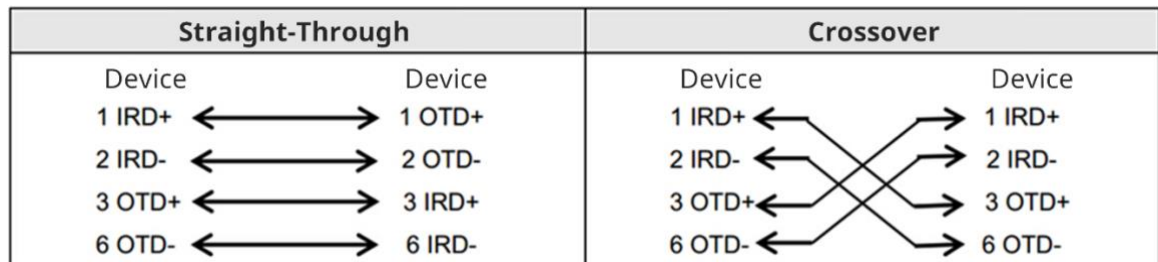 Straight-Through Crossover
Device Device Device Device
1 IRD+ 1 OTD+ 1 IRD+ 1 IRD+
2 IRD- 2 OTD- 2 IRD- 2 IRD-
3 OTD+ 3 IRD+ 3 OTD+ 3 OTD+
6 OTD- 6 IRD- 6 OTD- 6 OTD-